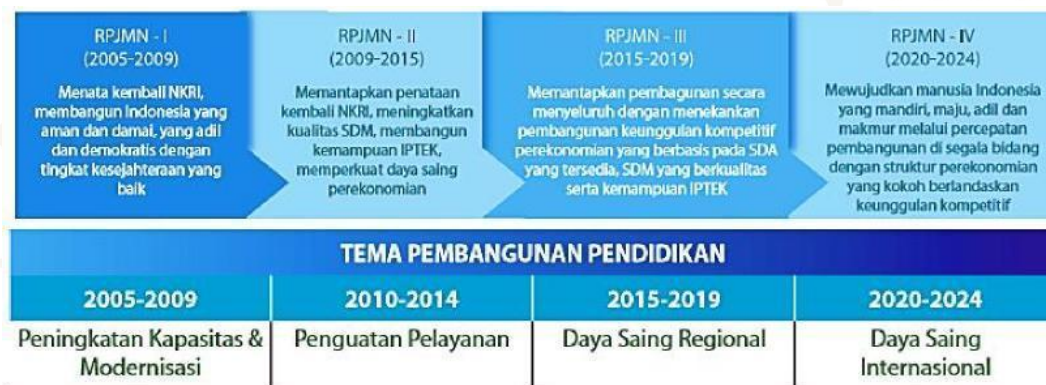 RPJMN - I
(2005-2009)
Menata kembali NKRI,
membangun Indonesia yang
aman dan damai, yang adil
dan demokratis dengan
tingkat kesejahteraan yang
baik
RPJMN - II
(2009-2015)
Memantapkan penataan
kembali NKRI, meningkatkan
kualitas SDM, membangun
kemampuan IPTEK,
memperkuat daya saing
perekonomian
RPJMN - III
(2015-2019)
Memantapkan pembagunan secara
menyeluruh dengan menekankan
pembangunan keunggulan kompetitif
perekonomian yang berbasis pada SDA
yang tersedia, SDM yang berkualitas
serta kemampuan IPTEK
RPJMN - IV
(2020-2024)
Mewujudkan manusia Indonesia
yang mandiri, maju, adil dan
makmur melalui percepatan
pembangunan di segala bidang
dengan struktur perekonomian
yang kokoh berlandaskan
keunggulan kompetitif
TEMA PEMBANGUNAN PENDIDIKAN
2005-2009
2010-2014
2015-2019
2020-2024
Peningkatan Kapasitas &
Modernisasi
Penguatan Pelayanan
Daya Saing Regional
Daya Saing
Internasional